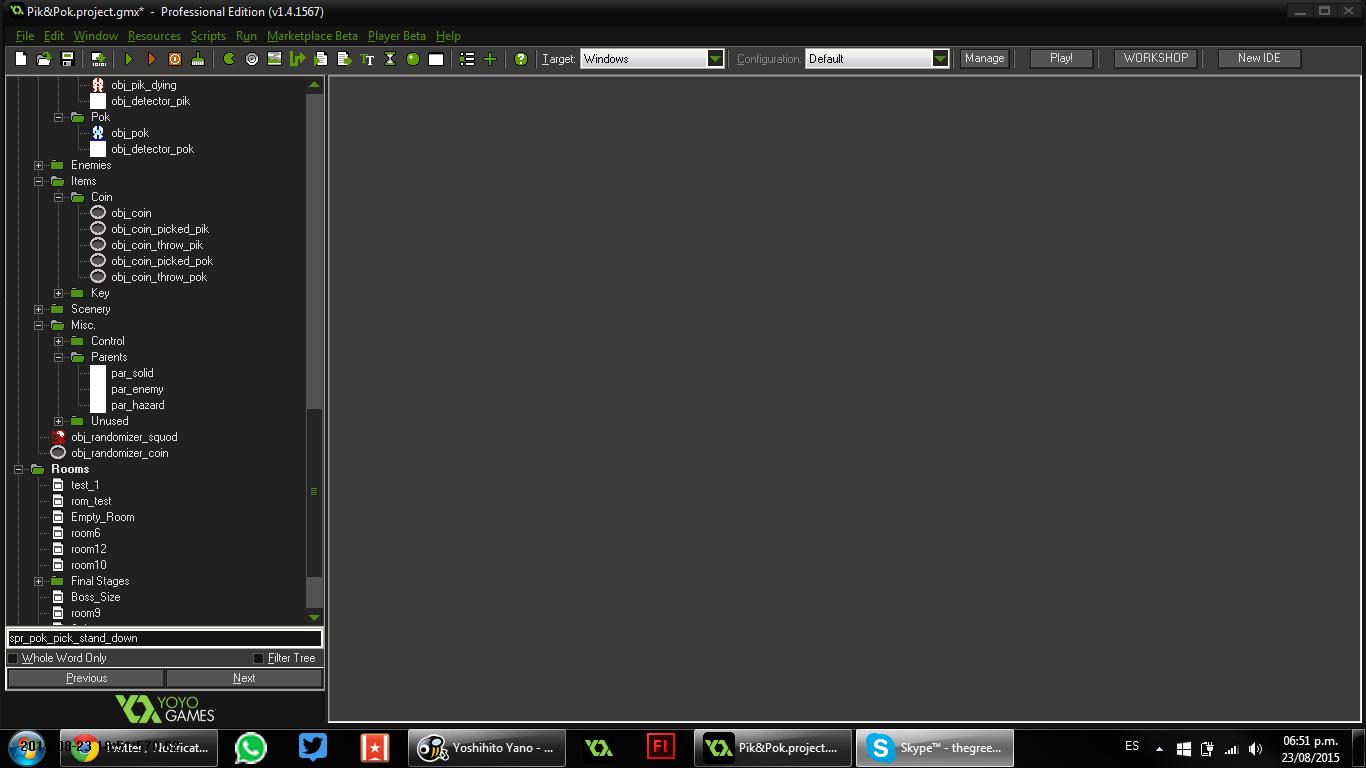 Pik&Pok.project.gmx* - Professional Edition (v1.4.1567)
File Edit Window Resources Scripts Run Marketplace Beta Player Beta Help
Target: Windows Configuration: Default Manage Play! WORKSHOP New IDE
obj_pik_dying
obj_detector_pik
Pok
obj_pok
obj_detector_pok
Enemies
Items
Coin
obj_coin
obj_coin_picked_pik
obj_coin_throw_pik
obj_coin_picked_pok
obj_coin_throw_pok
Key
Scenery
Misc.
Control
Parents
par_solid
par_enemy
par_hazard
Unused
obj_randomizer_squod
obj_randomizer_coin
Rooms
test_1
rom_test
Empty_Room
room6
room12
room10
Final Stages
Boss_Size
room9
spr_pok_pick_stand_down
Whole Word Only Filter Tree
Previous Next
YOYO
GAMES
Yoshihito Yano - ... Fl Pik&Pok.project.... Skype™ - thegree... ES 06:51 p.m.
23/08/2015